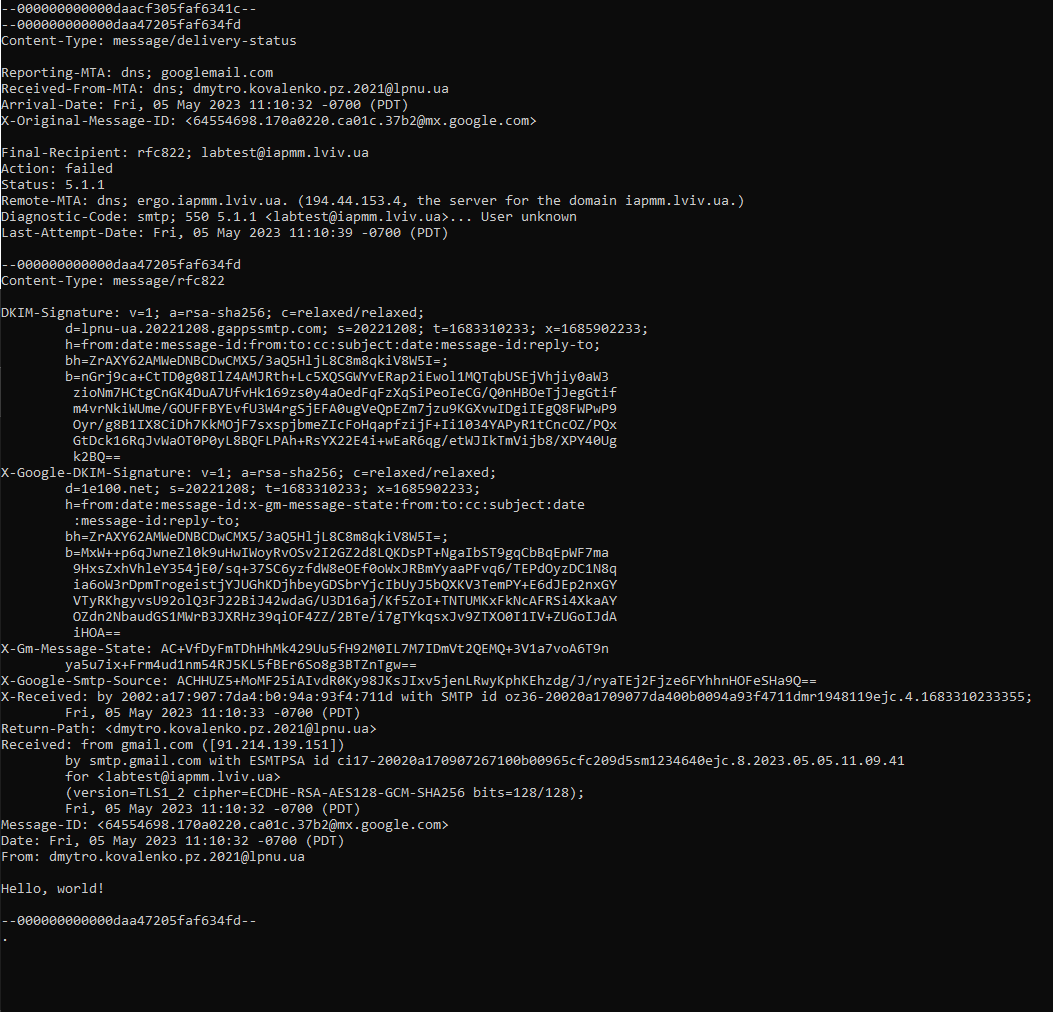 --000000000000daacf305faf6341c--
--000000000000daa47205faf634fd
Content-Type: message/delivery-status
Reporting-MTA: dns; googlemail.com
Received-From-MTA: dns; dmytro.kovalenko.pz.2021@lpnu.ua
Arrival-Date: Fri, 05 May 2023 11:10:32 -0700 (PDT)
X-Original-Message-ID: <64554698.170a0220.ca01c.37b2@mx.google.com>
Final-Recipient: rfc822; labtest@iapmm.lviv.ua
Action: failed
Status: 5.1.1
Remote-MTA: dns; ergo.iapmm.lviv.ua. (194.44.153.4, the server for the domain iapmm.lviv.ua.)
Diagnostic-Code: smtp; 550 5.1.1 <labtest@iapmm.lviv.ua>... User unknown
Last-Attempt-Date: Fri, 05 May 2023 11:10:39 -0700 (PDT)
--000000000000daa47205faf634fd
Content-Type: message/rfc822
DKIM-Signature: v=1; a=rsa-sha256; c=relaxed/relaxed;
d=lpnu-ua.20221208.gappssmtp.com; s=20221208; t=1683310233; x=1685902233;
h=from:date:message-id:from:to:cc:subject:date:message-id:reply-to;
bh=ZrAXY62AMWeDNBCDwCMX5/3aQ5HljL8C8m8qkiV8W5I=;
b=nGrj9ca+CtTD0g08IlZ4AMJRth+Lc5XQSGWYvERap2iEwol1MQTqbUSEjVhjiy0aW3
zioNm7HCtgCnGK4DuA7UfvHk169zs0y4aOedFqFzXqSiPeoIeCG/Q0nHBOeTjJegGtif
m4vrNkiWUme/GOUFFBYEvfU3W4rgSjEFA0ugVeQpEZm7jzu9KGXvwIDgiIEgQ8FWPwP9
Oyr/g8B1IX8CiDh7KkMOjF7sxspjbmeZIcFoHqapfzijF+Ii1034YAPyR1tCncOZ/PQx
GtDck16RqJvWaOT0P0yL8BQFLPAh+RsYX22E4i+wEaR6qg/etWJIkTmVijb8/XPY40Ug
k2BQ==
X-Google-DKIM-Signature: v=1; a=rsa-sha256; c=relaxed/relaxed;
d=1e100.net; s=20221208; t=1683310233; x=1685902233;
h=from:date:message-id:x-gm-message-state:from:to:cc:subject:date
:message-id:reply-to;
bh=ZrAXY62AMWeDNBCDwCMX5/3aQ5HljL8C8m8qkiV8W5I=;
b=MxW++p6qJwneZl0k9uHwIWoyRvOSv2I2GZ2d8LQKDsPT+NgaIbST9gqCbBqEpWF7ma
9HxsZxhVhleY354jE0/sq+37SC6yzfdW8eOEf0oWxJRBmYyaaPFvq6/TEPdOyzDC1N8q
ia6oW3rDpmTrogeistjYJUGhKDjhbeyGDSbrYjcIbUyJ5bQXKV3TemPY+E6dJEp2nxGY
VTyRKhgyvsU92olQ3FJ22BiJ42wdaG/U3D16aj/Kf5ZoI+TNTUMKxFkNcAFRSi4XkaAY
OZdn2NbaudGS1MWrB3JXRHz39qiOF4ZZ/2BTe/i7gTYkqsxJv9ZTXO0I1IV+ZUGoIJdA
iHOA==
X-Gm-Message-State: AC+VfDyFmTDhHhMk429Uu5fH92M0IL7M7IDmVt2QEMQ+3V1a7voA6T9n
ya5u7ix+Frm4ud1nm54RJ5KL5fBEr6So8g3BTZnTgw==
X-Google-Smtp-Source: ACHHUZ5+MoMF25iAIvdR0Ky98JKsJIxv5jenLRwyKphKEhzdg/J/ryaTEj2Fjze6FYhhnHOFeSHa9Q==
X-Received: by 2002:a17:907:7da4:b0:94a:93f4:711d with SMTP id oz36-20020a1709077da400b0094a93f4711dmr1948119ejc.4.1683310233355;
Fri, 05 May 2023 11:10:33 -0700 (PDT)
Return-Path: <dmytro.kovalenko.pz.2021@lpnu.ua>
Received: from gmail.com ([91.214.139.151])
by smtp.gmail.com with ESMTPSA id ci17-20020a170907267100b00965cfc209d5sm1234640ejc.8.2023.05.05.11.09.41
for <labtest@iapmm.lviv.ua>
(version=TLS1_2 cipher=ECDHE-RSA-AES128-GCM-SHA256 bits=128/128);
Fri, 05 May 2023 11:10:32 -0700 (PDT)
Message-ID: <64554698.170a0220.ca01c.37b2@mx.google.com>
Date: Fri, 05 May 2023 11:10:32 -0700 (PDT)
From: dmytro.kovalenko.pz.2021@lpnu.ua
Hello, world!
--000000000000daa47205faf634fd--
.